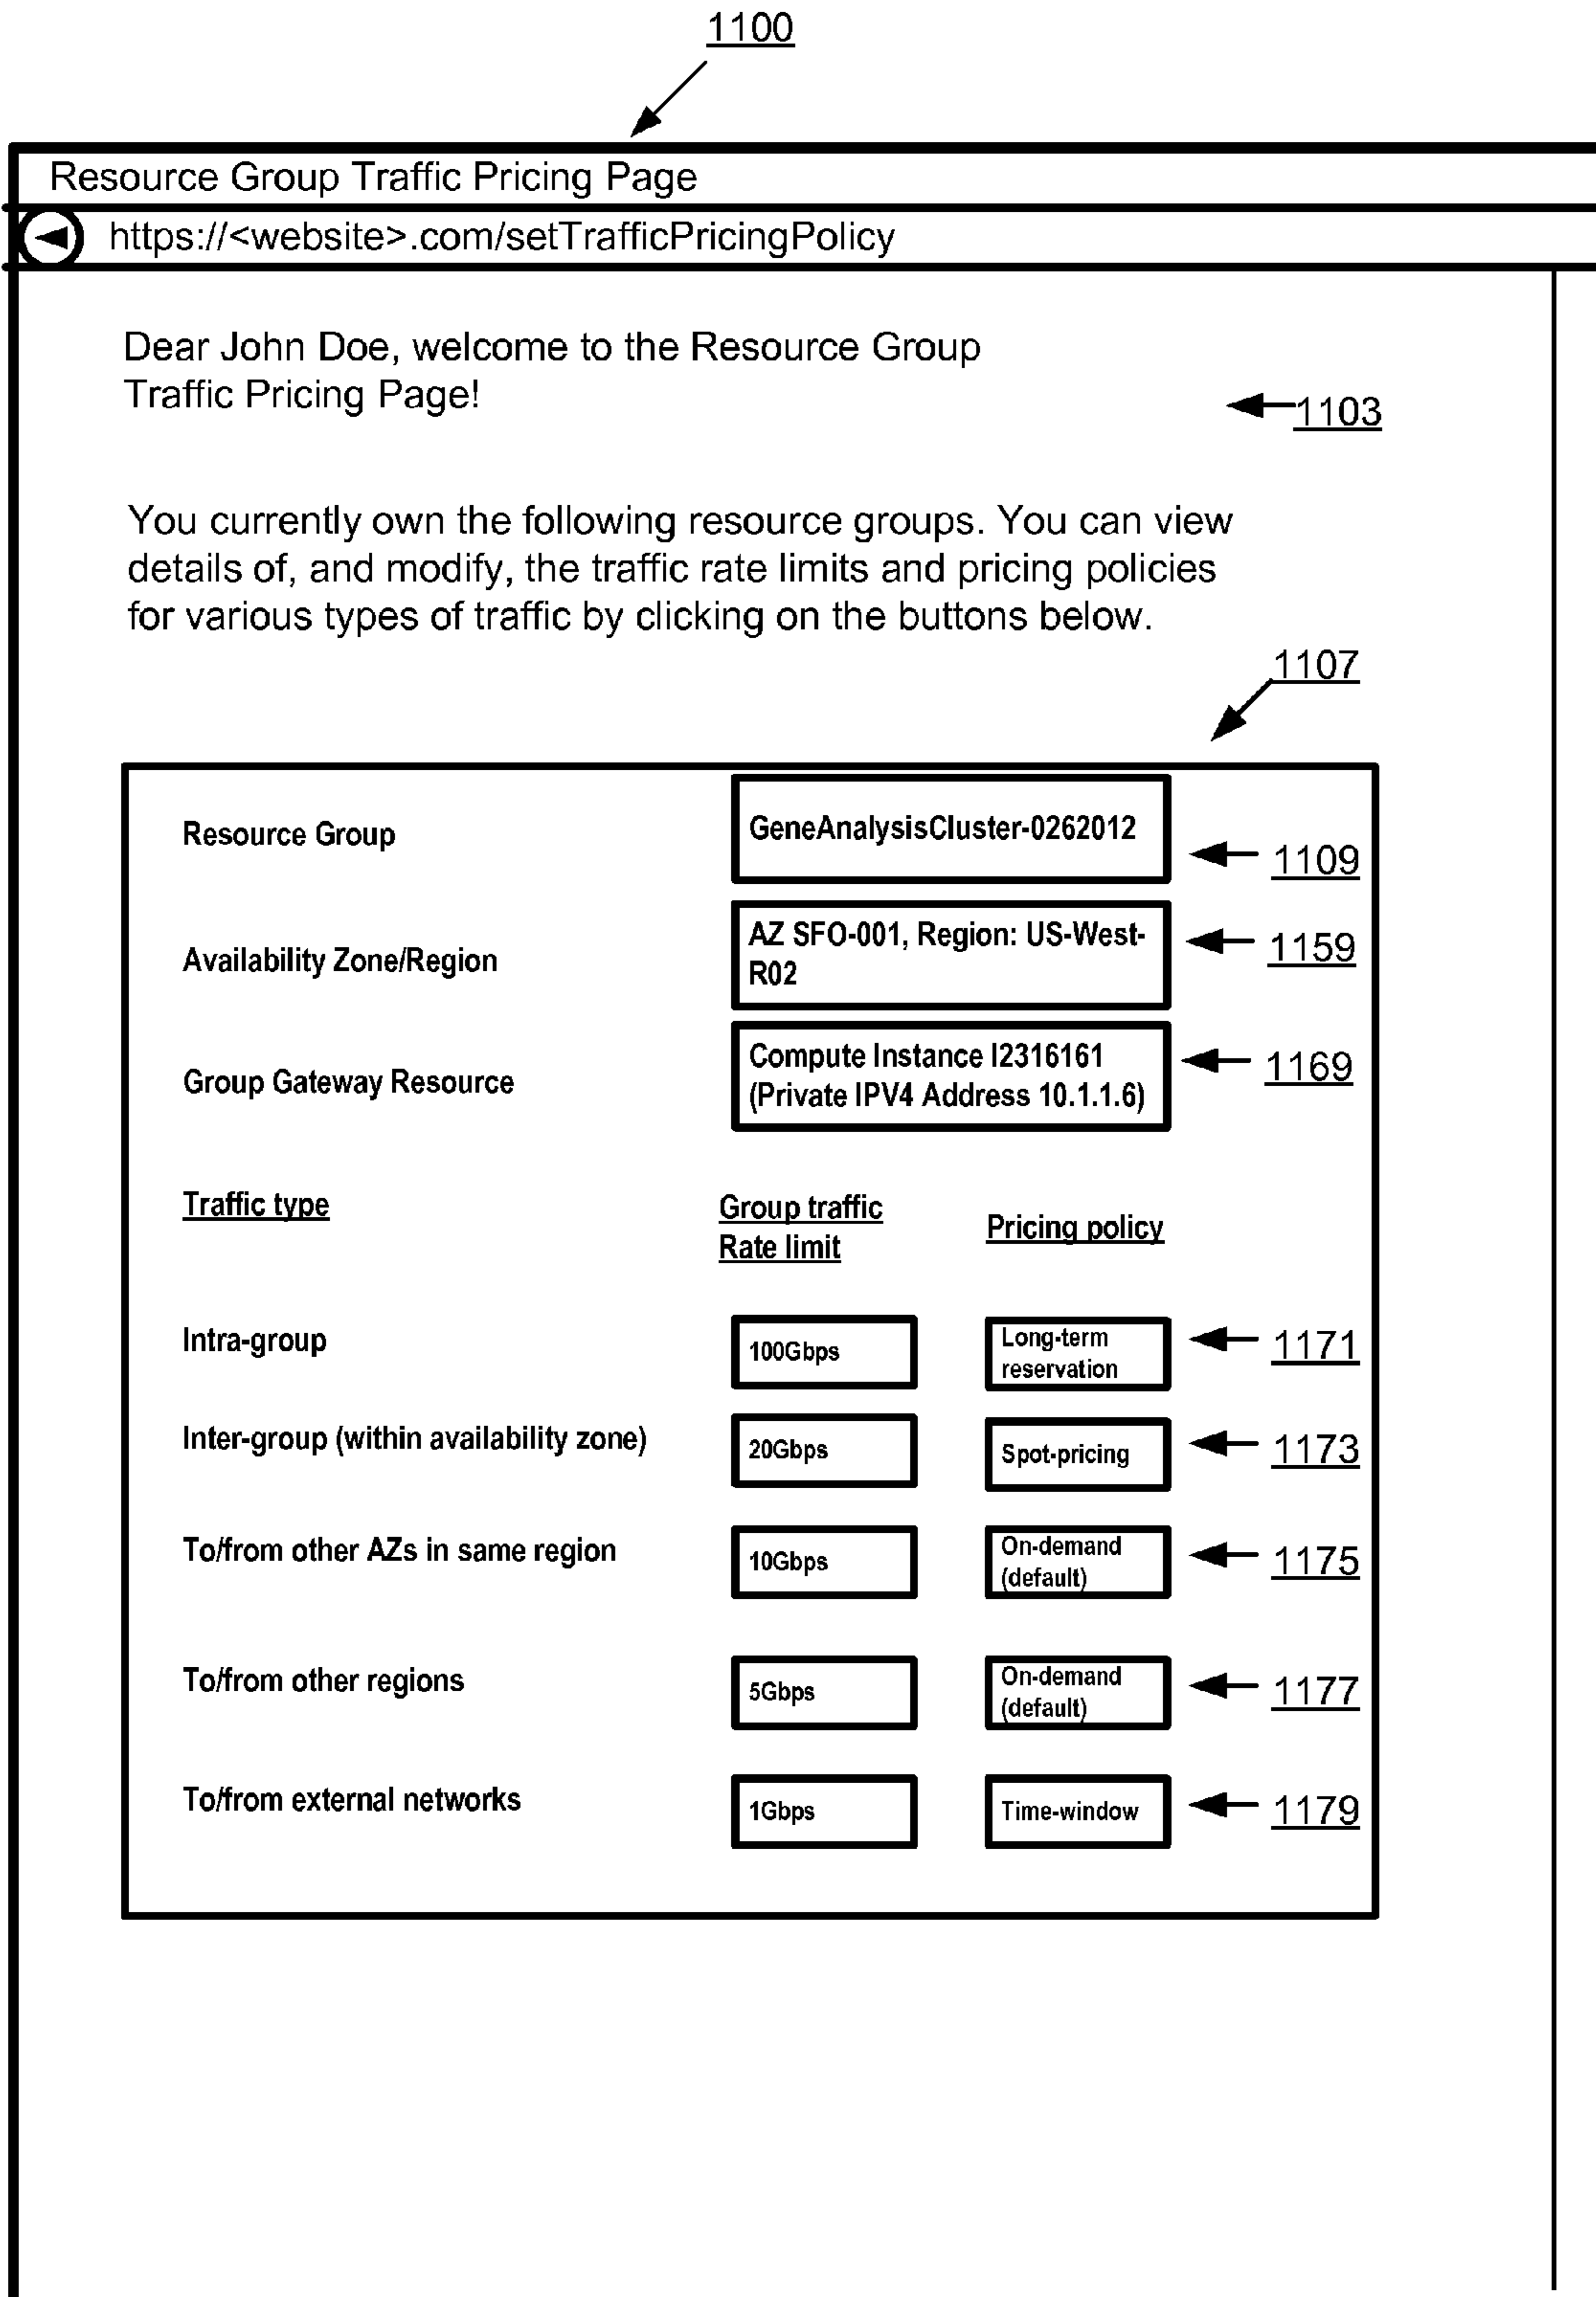 1100
Resource Group Traffic Pricing Page
https://<website>.com/setTrafficPricingPolicy
Dear John Doe, welcome to the Resource Group
Traffic Pricing Page!
1103
You currently own the following resource groups. You can view
details of, and modify, the traffic rate limits and pricing policies
for various types of traffic by clicking on the buttons below.
1107
Resource Group
GeneAnalysisCluster-0262012
1109
Availability Zone/Region
AZ SFO-001, Region: US-West-
R02
1159
Group Gateway Resource
Compute Instance I2316161
(Private IPV4 Address 10.1.1.6)
1169
Traffic type
Group traffic
Rate limit
Pricing policy
Intra-group
100Gbps
Long-term
reservation
1171
Inter-group (within availability zone)
20Gbps
Spot-pricing
1173
To/from other AZs in same region
10Gbps
On-demand
(default)
1175
To/from other regions
5Gbps
On-demand
(default)
1177
To/from external networks
1Gbps
Time-window
1179